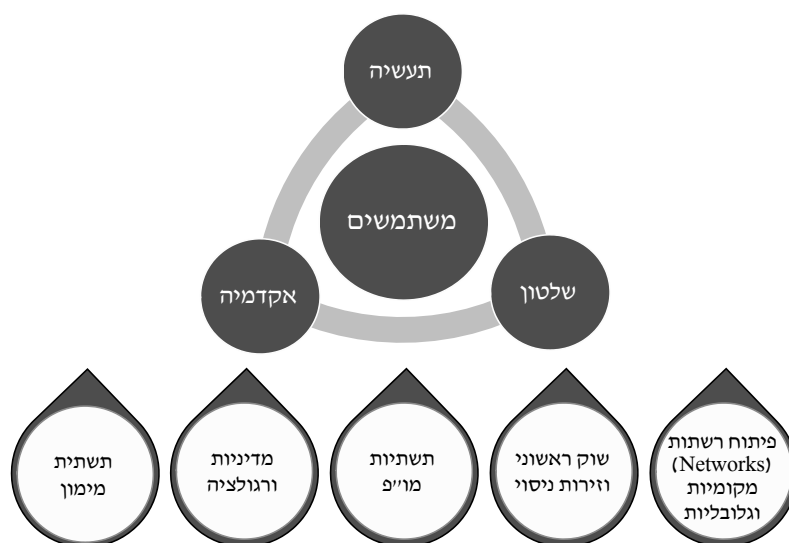 תעשיה
משתמשים
שלטון
אקדמיה
פיתוח רשתות
(Networks)
מקומיות
וגלובליות
שוק ראשוני
וזירות ניסוי
תשתיות
מו״פ
מדיניות
ורגולציה
תשתית
מימון